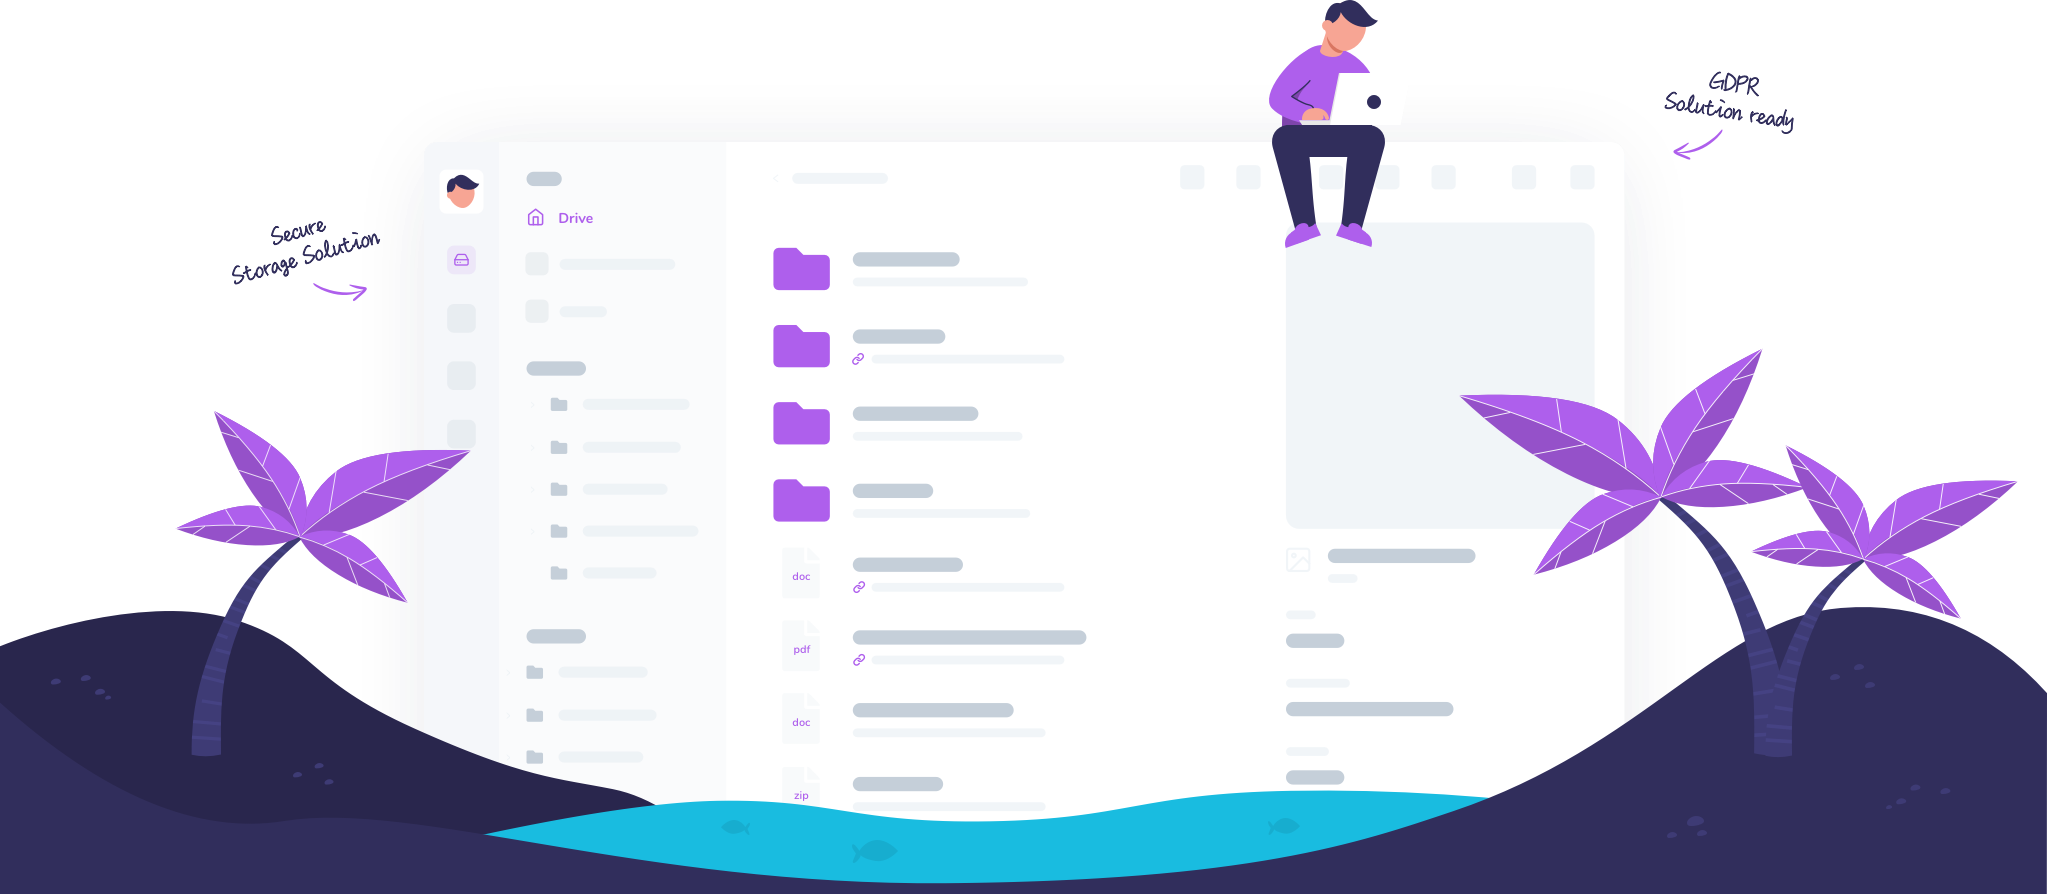 GDPR
Solution ready
Secure
Storage Solution
Drive
doc
pdf
doc
zip